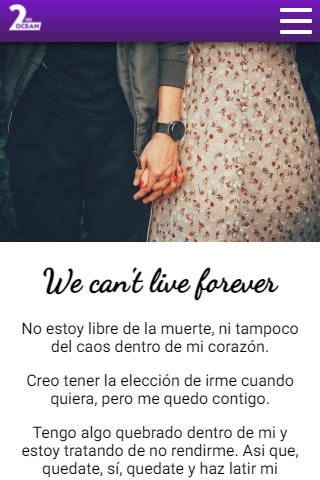 2ND
OCEAN
We can't live forever
No estoy libre de la muerte, ni tampoco
del caos dentro de mi corazón.
Creo tener la elección de irme cuando
quiera, pero me quedo contigo.
Tengo algo quebrado dentro de mi y
estoy tratando de no rendirme. Asi que,
quedate, sí, quedate y haz latir mi